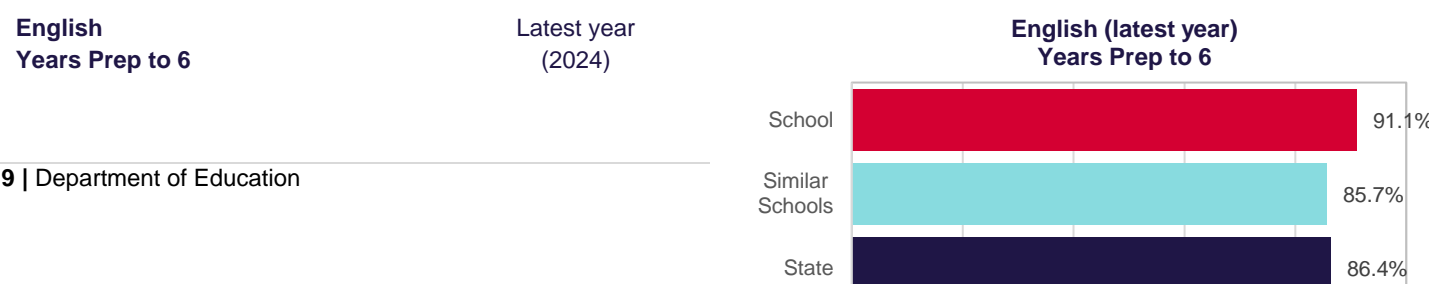 English
Years Prep to 6
Latest year
(2024)
9 | Department of Education
English (latest year)
Years Prep to 6
School
91.1%
Similar
Schools
85.7%
State
86.4%